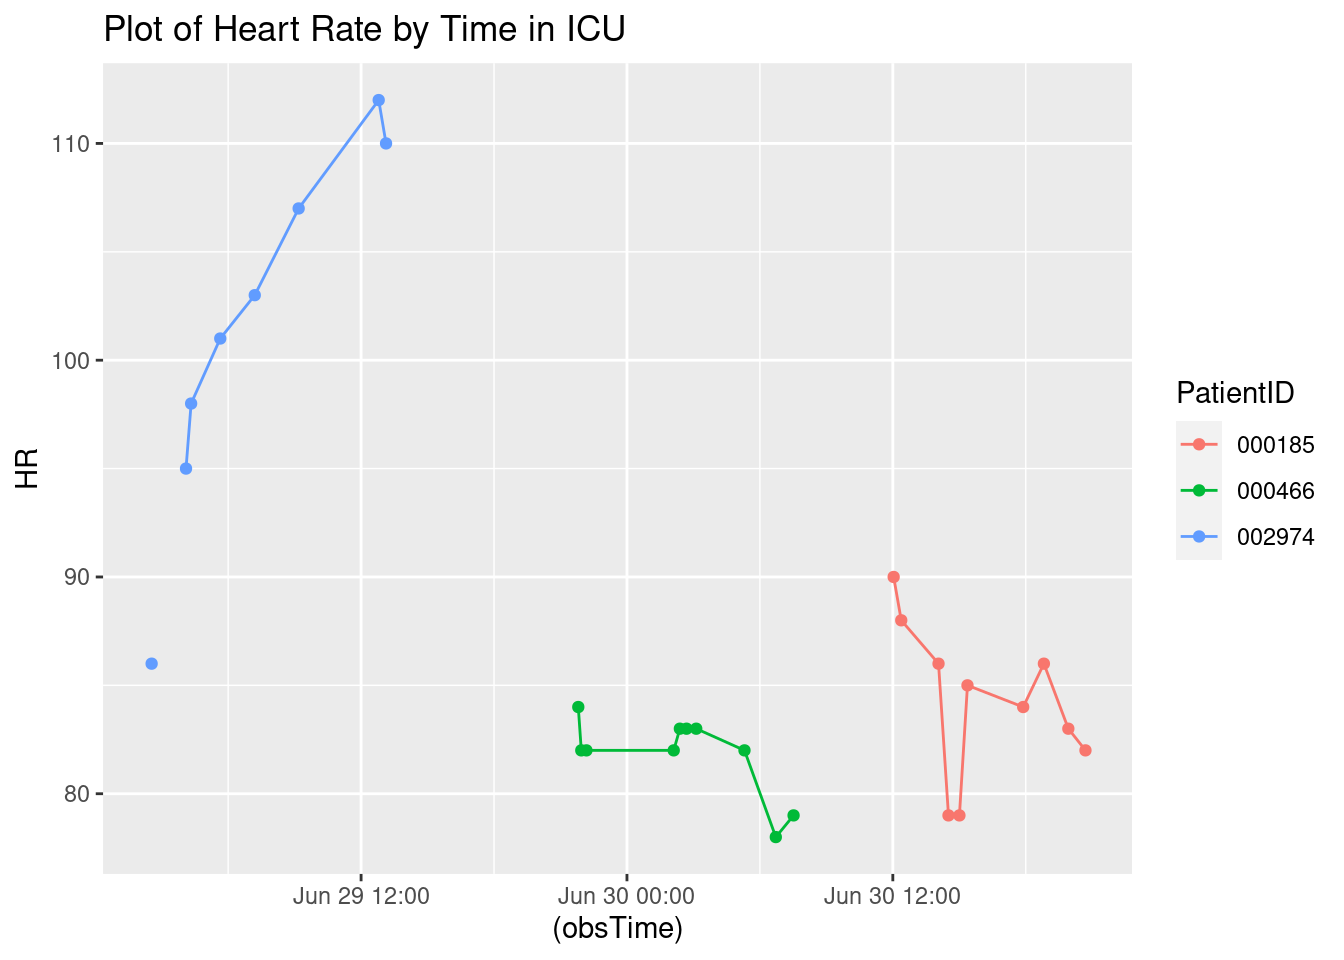 Plot of Heart Rate by Time in ICU
110
100
90
80
HR
Jun 29 12:00
Jun 30 00:00
Jun 30 12:00
(obsTime)
PatientID
000185
000466
002974